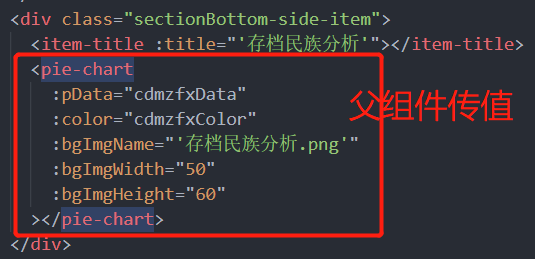 <div class="sectionBottom-side-item">
<item-title :title="'存档民族分析'"></item-title>
<pie-chart
:pData="cdmzfxData"
父组件传值
:color="cdmzfxColor"
:bgImgName="'存档民族分析.png'"
:bgImgWidth="50"
:bgImgHeight="60"
></pie-chart>
</div>